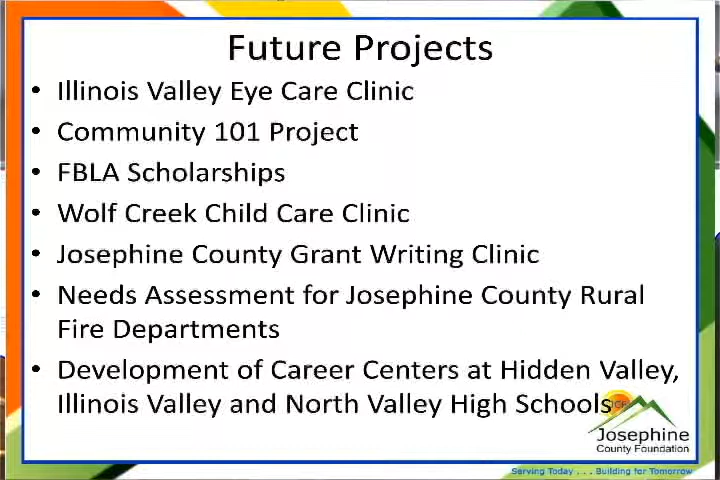 Future Projects
• Illinois Valley Eye Care Clinic
• Community 101 Project
• FBLA Scholarships
• Wolf Creek Child Care Clinic
• Josephine County Grant Writing Clinic
• Needs Assessment for Josephine County Rural
Fire Departments
• Development of Career Centers at Hidden Valley,
Illinois Valley and North Valley High Schools
JCF
Josephine
County Foundation
Serving Today . . . Building for Tomorrow